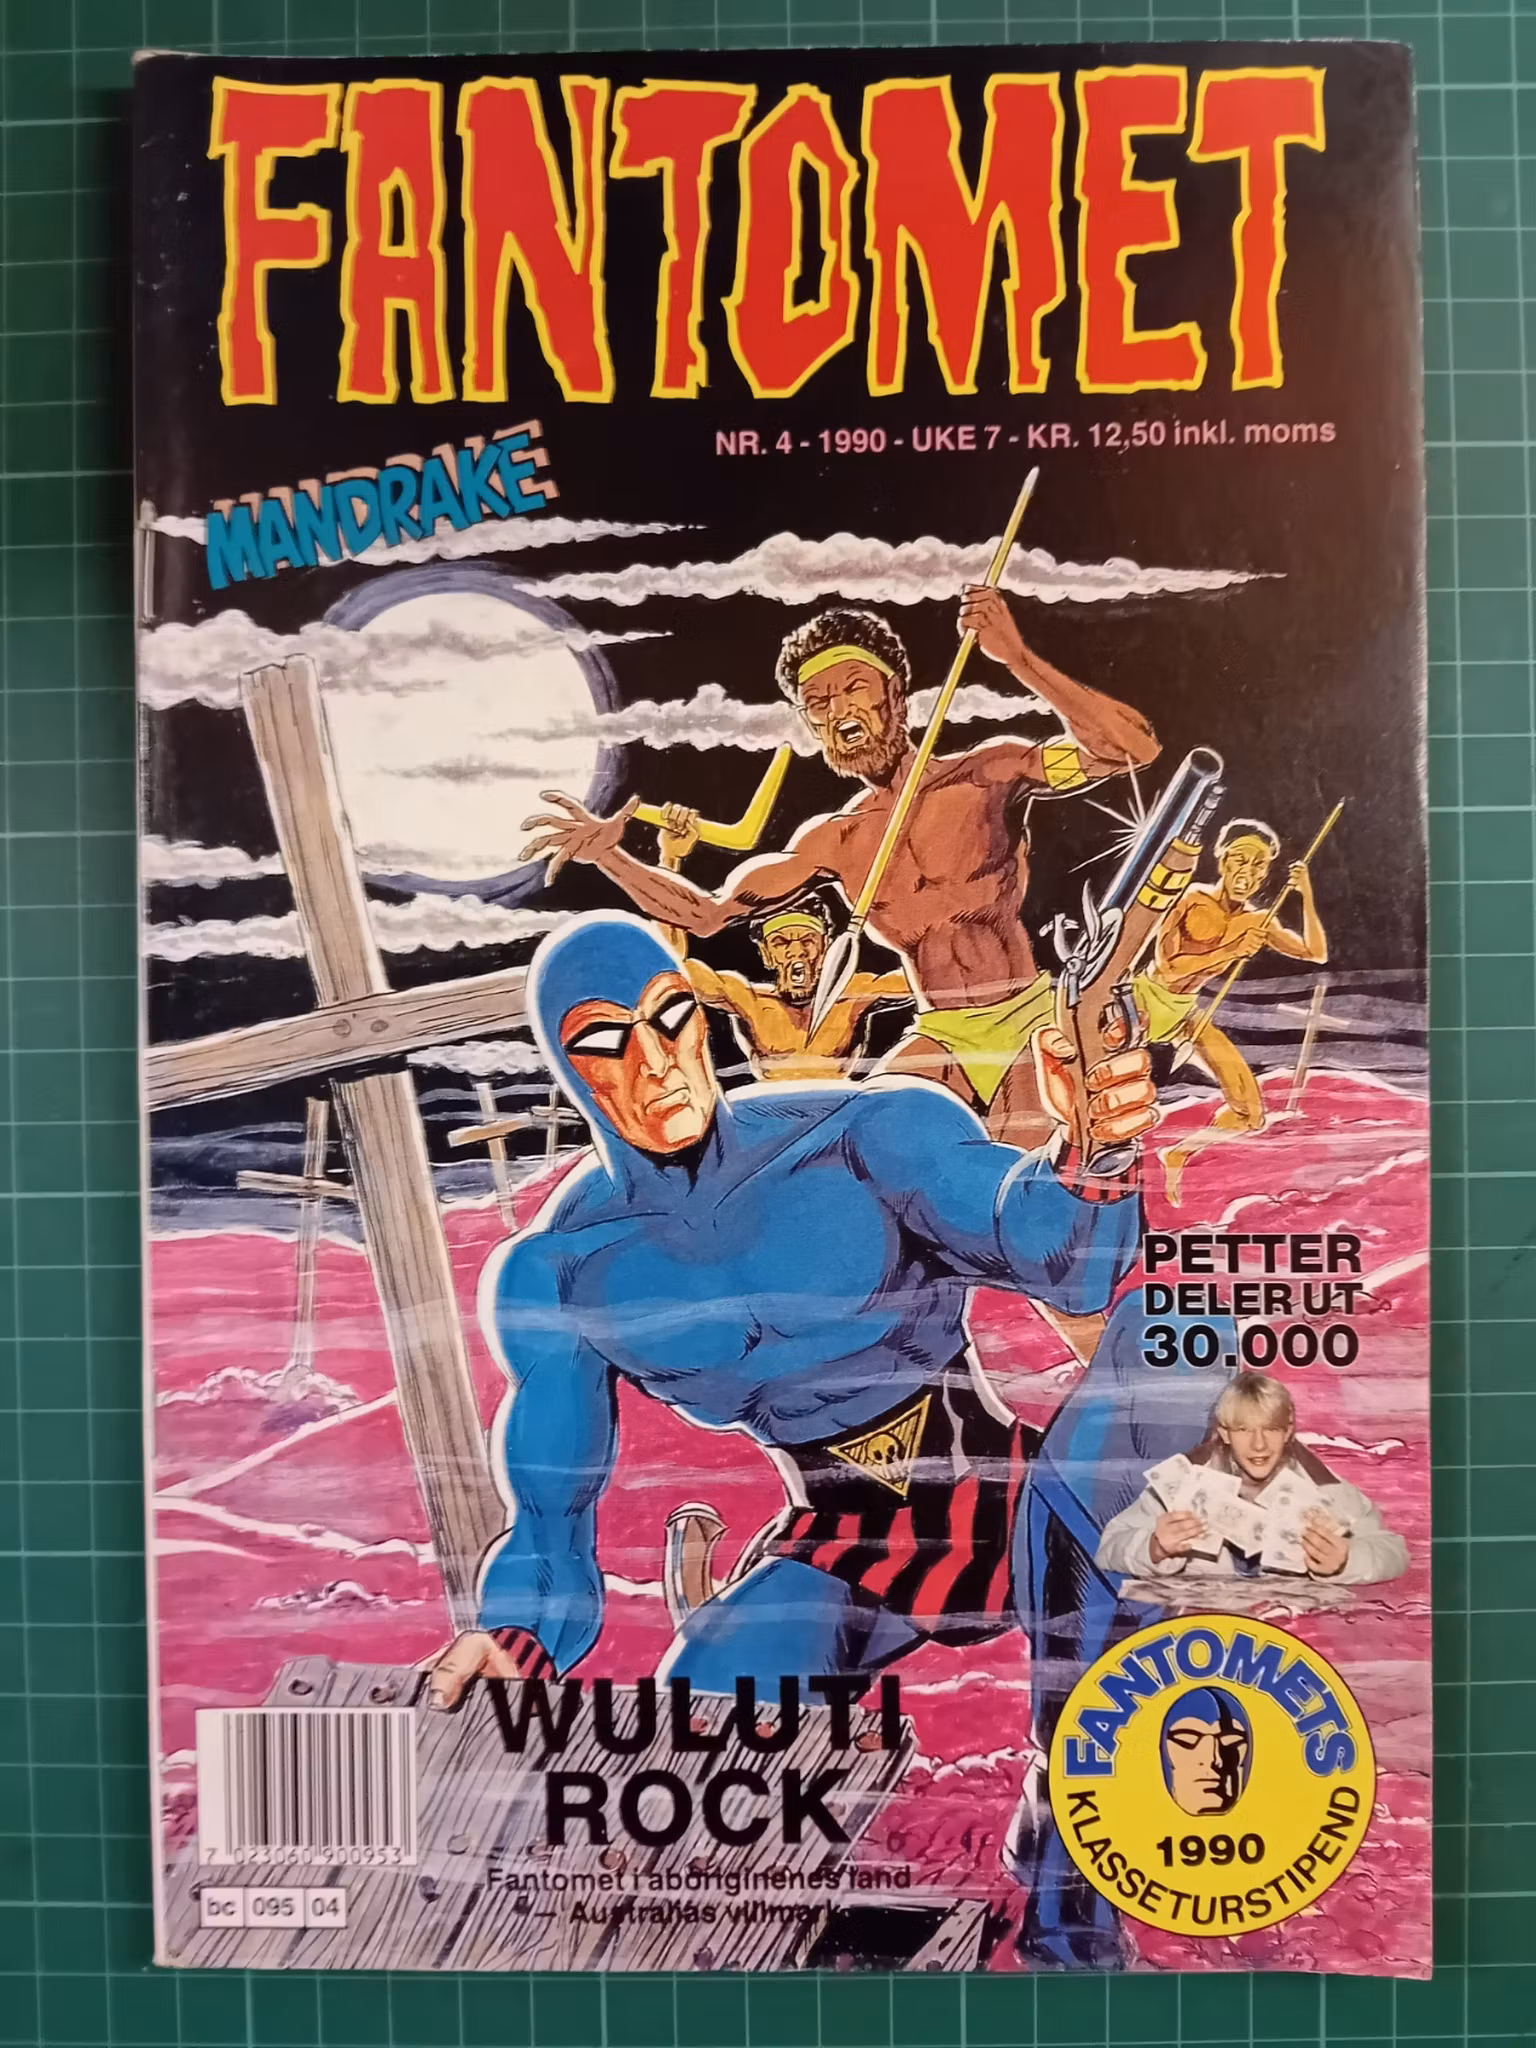 FANTOMET
NR. 4 - 1990 - UKE 7 - KR. 12,50 inkl. moms
MANDRAKE
PETTER
DELER UT
30.000
WULUTI
ROCK
Fantomet i aboriginenes land
– Australias villmark
FANTOMETS
1990
KLASSETURSTIPEND
7 023060 900953
bc 095 04